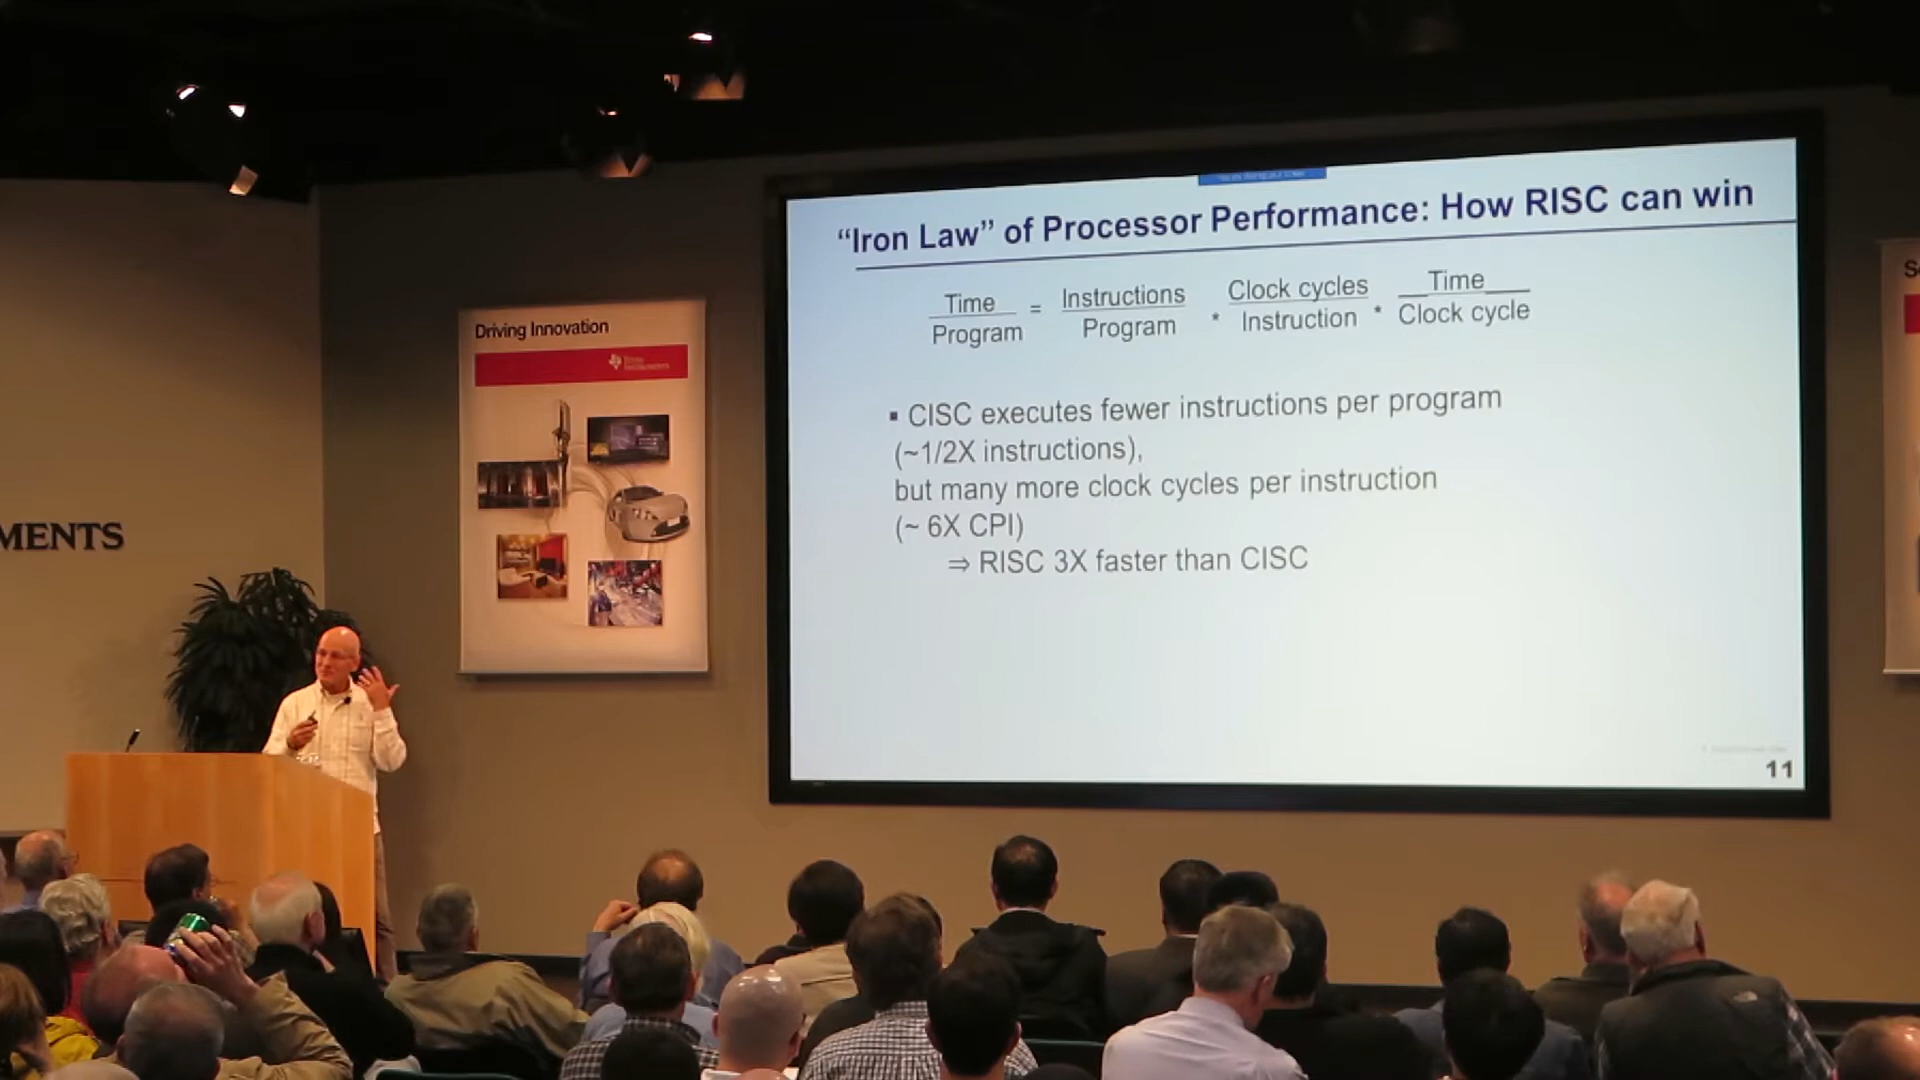 “Iron Law” of Processor Performance: How RISC can win
Time = Instructions Clock cycles Time
Program Program * Instruction * Clock cycle
▪ CISC executes fewer instructions per program
(~1/2X instructions),
but many more clock cycles per instruction
(~ 6X CPI)
⇒ RISC 3X faster than CISC
11
Driving Innovation
Texas
Instruments
MENTS